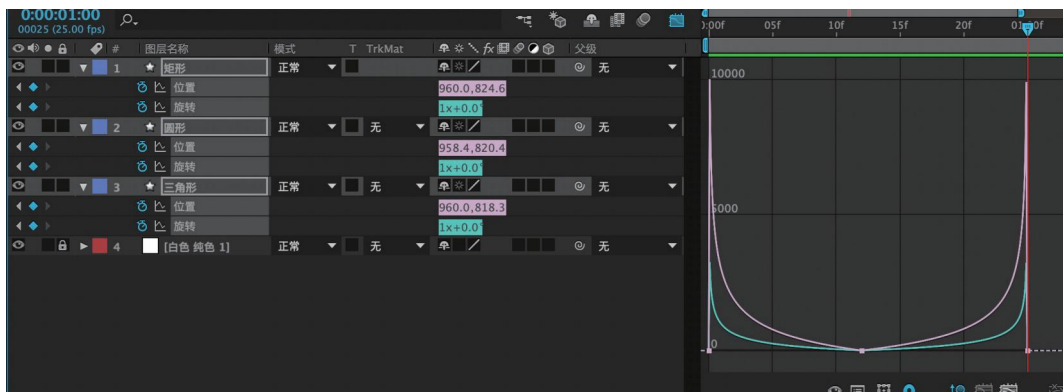 0:00:01:00
00025 (25.00 fps)
# 图层名称 模式 T TrkMat 父级
1 矩形 正常 无
位置 960.0,824.6
旋转 1x+0.0°
2 圆形 正常 无 无
位置 958.4,820.4
旋转 1x+0.0°
3 三角形 正常 无 无
位置 960.0,818.3
旋转 1x+0.0°
4 [白色 纯色 1] 正常 无 无
):00f 05f 10f 15f 20f 01:00f
10000
5000
0